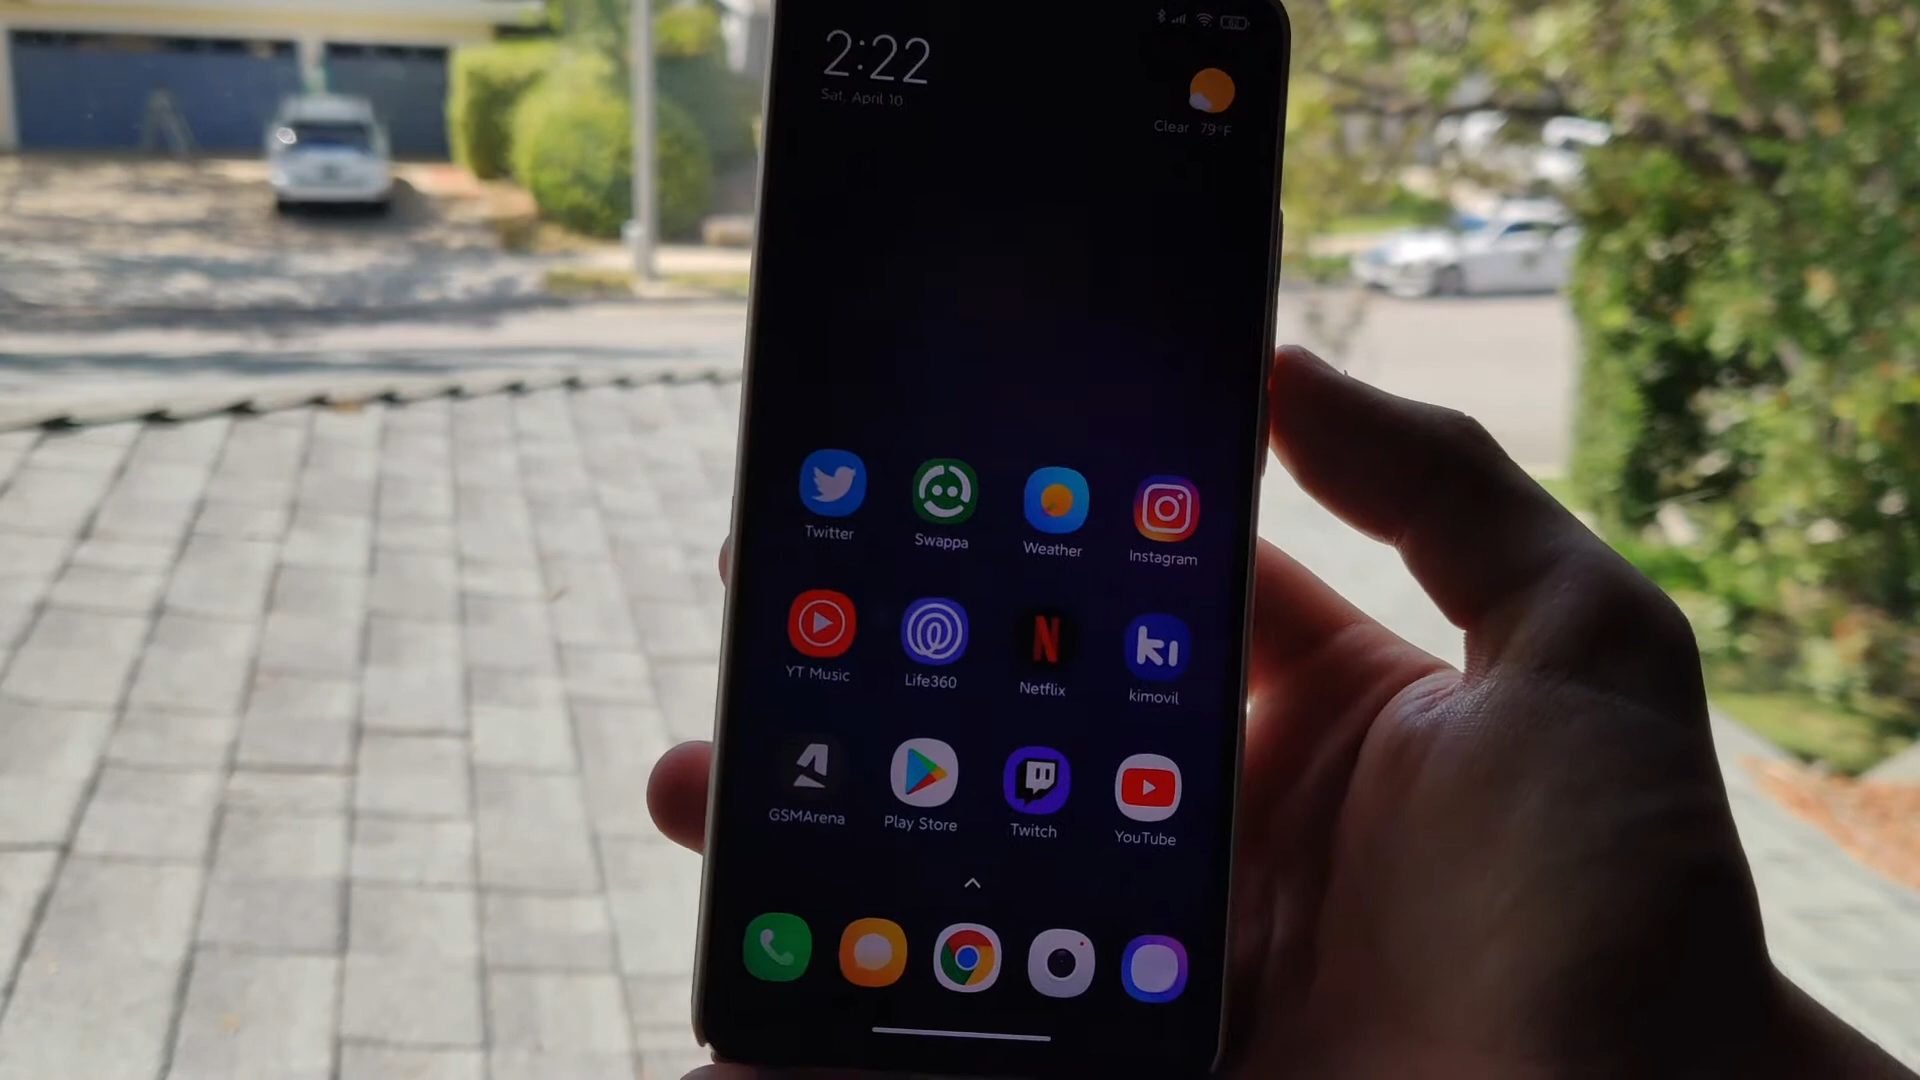 2:22
Sat, April 10
Clear 79°F
Twitter
Swappa
Weather
Instagram
YT Music
Life360
N
Netflix
ki
kimovil
GSMArena
Play Store
Twitch
YouTube